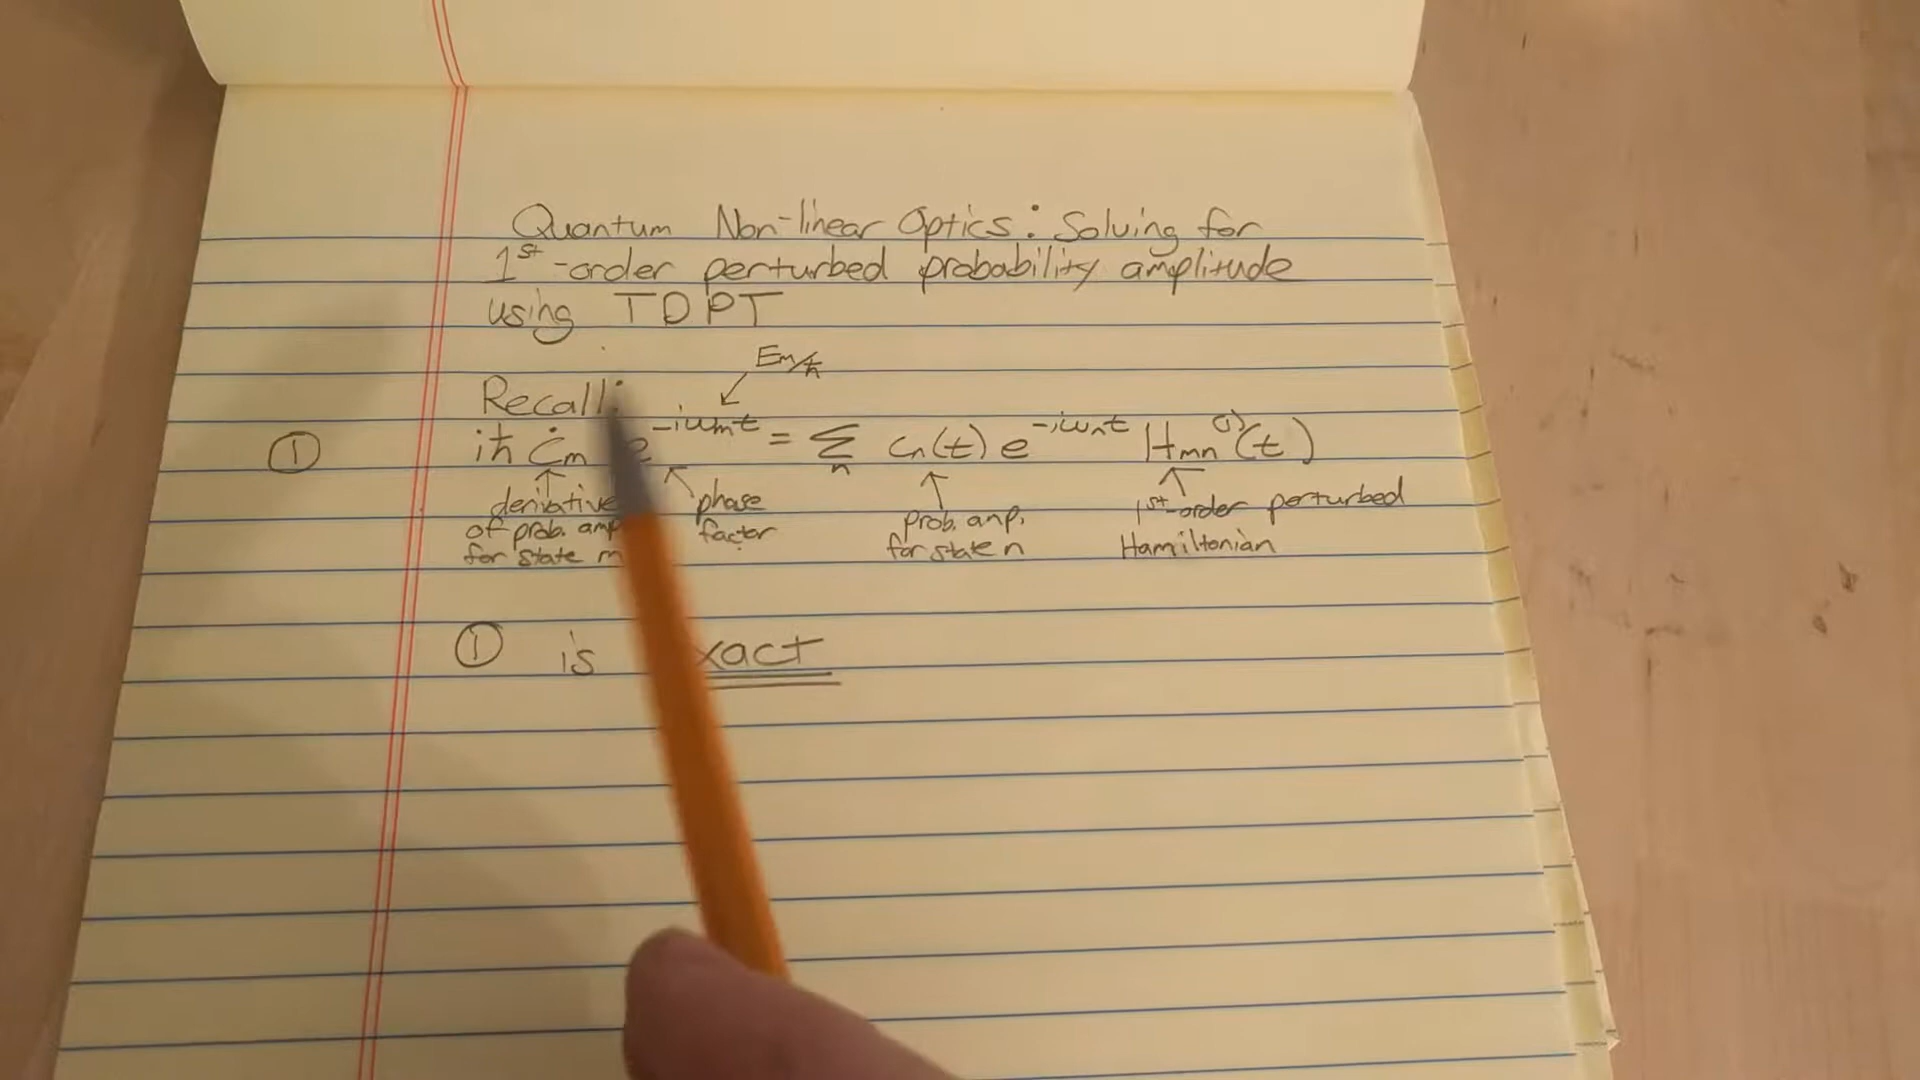 Quantum Non-linear Optics: Solving for
1st-order perturbed probability amplitude
using TDPT
Em/ħ
Recall:
① iħ ċm e^-iωmt = Σn cn(t) e^-iωnt Hmn^(1)(t)
derivative phase prob. amp. 1st-order perturbed
of prob. amp factor for state n Hamiltonian
for state m
① is xact